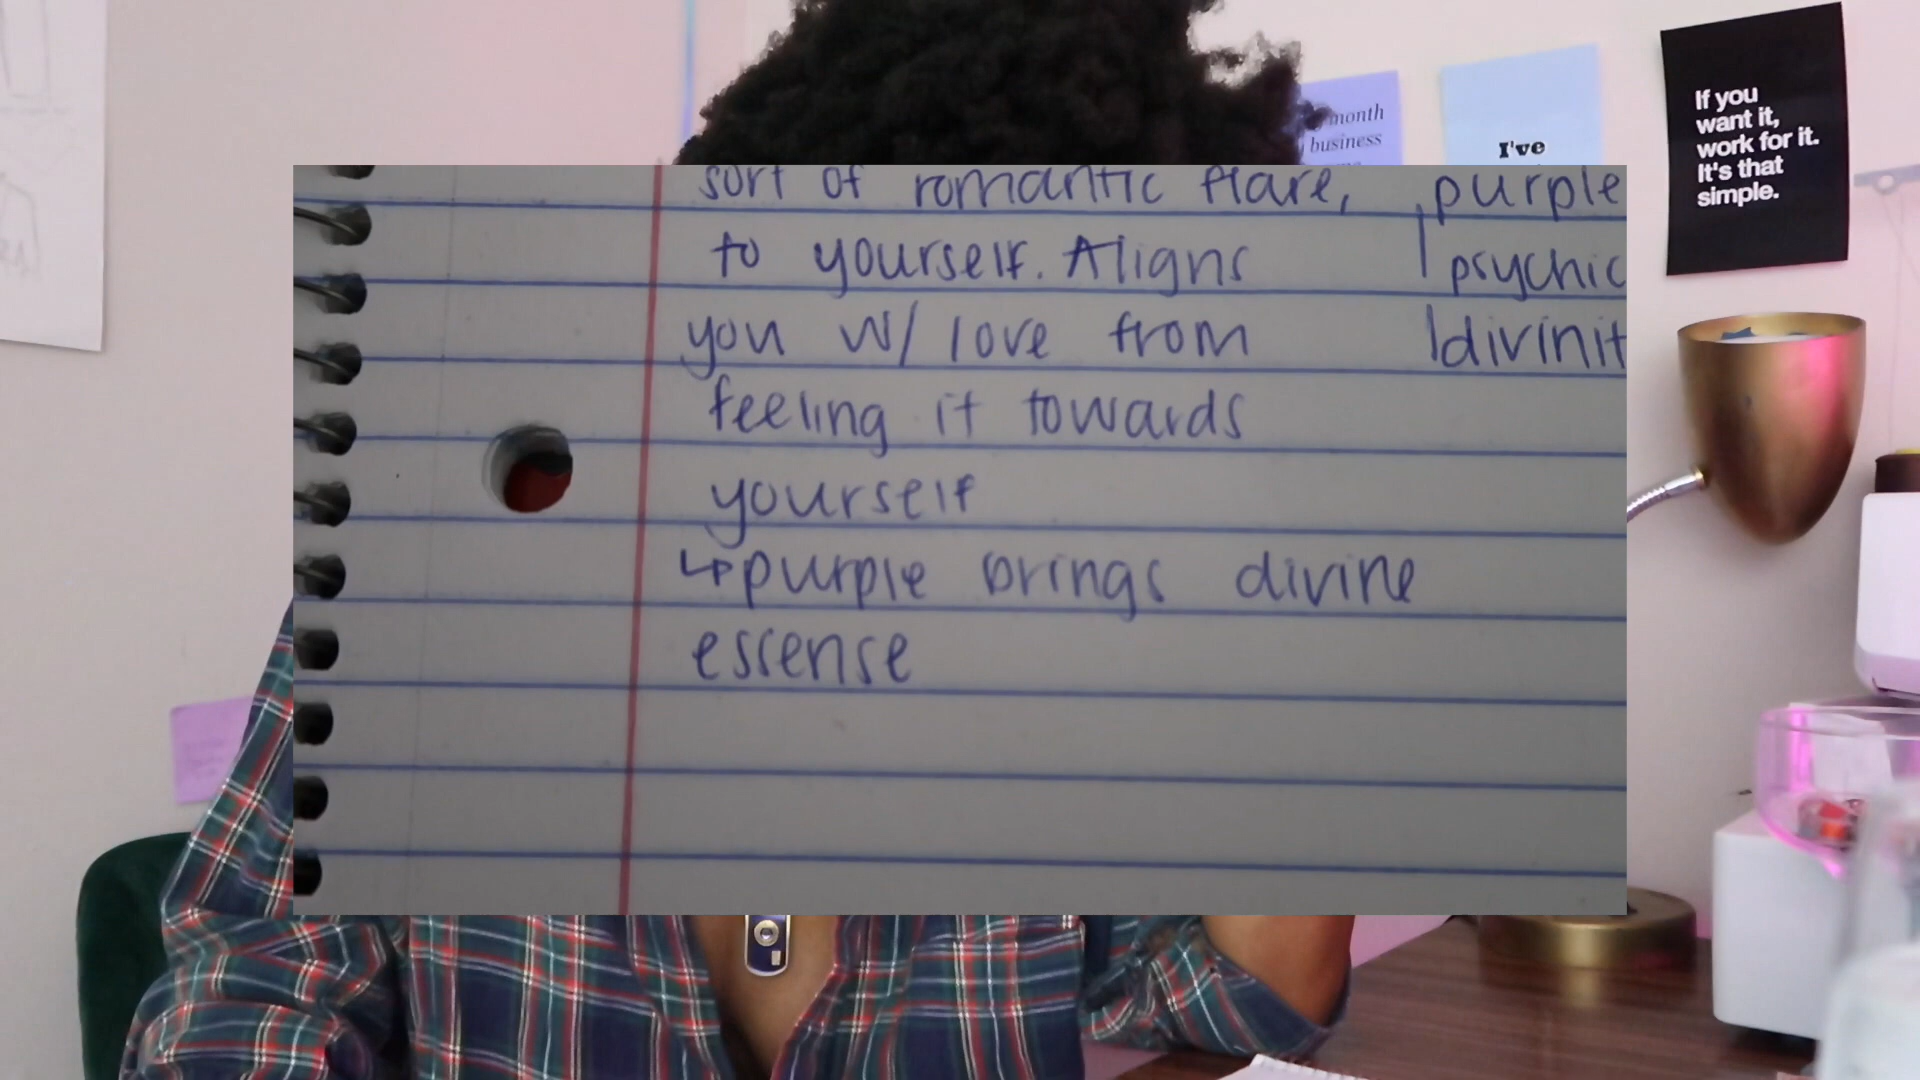 sort of romantic flare,
to yourself. Aligns
you w/ love from
feeling it towards
yourself
↳purple brings divine
essense
purple
psychic
divinit
month
business
I've
If you
want it,
work for it.
It's that
simple.